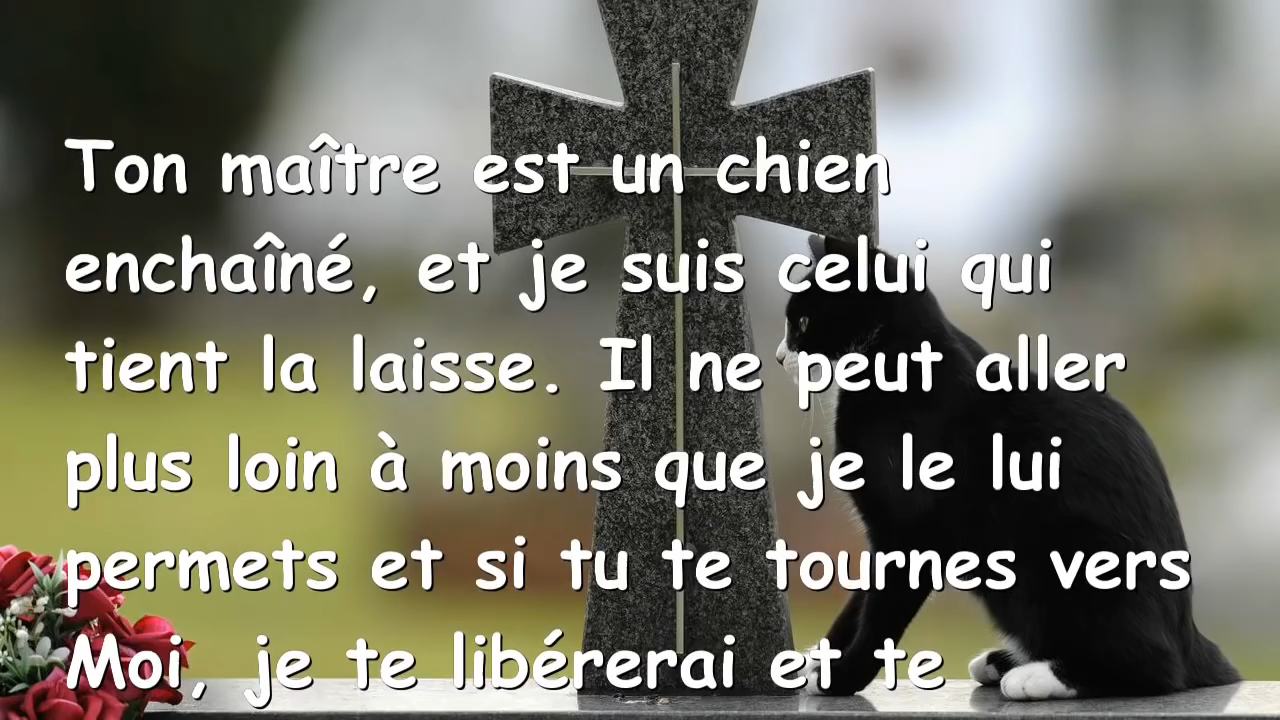 Ton maître est un chien
enchaîné, et je suis celui qui
tient la laisse. Il ne peut aller
plus loin à moins que je le lui
permets et si tu te tournes vers
Moi, je te libérerai et te